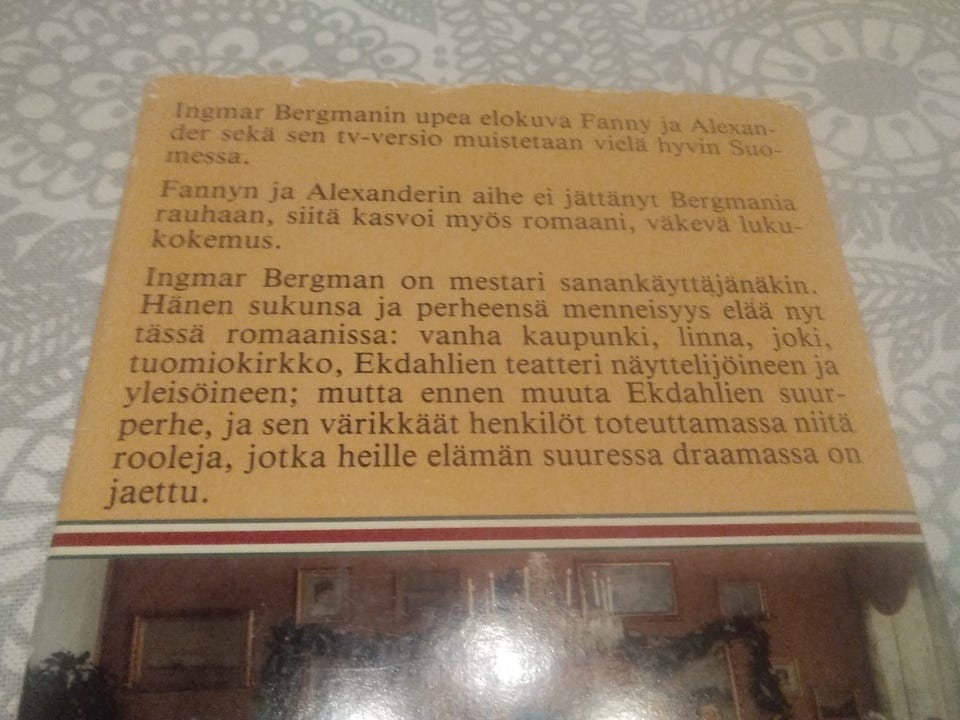 Ingmar Bergmanin upea elokuva Fanny ja Alexan-
der sekä sen tv-versio muistetaan vielä hyvin Suo-
messa.
Fannyn ja Alexanderin aihe ei jättänyt Bergmania
rauhaan, siitä kasvoi myös romaani, väkevä luku-
kokemus.
Ingmar Bergman on mestari sanankäyttäjänäkin.
Hänen sukunsa ja perheensä menneisyys elää nyt
tässä romaanissa: vanha kaupunki, linna, joki,
tuomiokirkko, Ekdahlien teatteri näyttelijöineen ja
yleisöineen; mutta ennen muuta Ekdahlien suur-
perhe, ja sen värikkäät henkilöt toteuttamassa niitä
rooleja, jotka heille elämän suuressa draamassa on
jaettu.